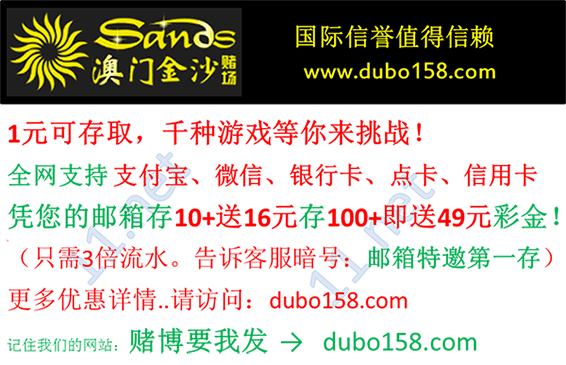 Sands
澳门金沙赌场
国际信誉值得信赖
www.dubo158.com
1元可存取，千种游戏等你来挑战！
全网支持 支付宝、微信、银行卡、点卡、信用卡
凭您的邮箱存10+送16元存100+即送49元彩金！
（只需3倍流水。告诉客服暗号：邮箱特邀第一存）
更多优惠详情..请访问：dubo158.com
记住我们的网站：赌博要我发 → dubo158.com
11.net
11.net